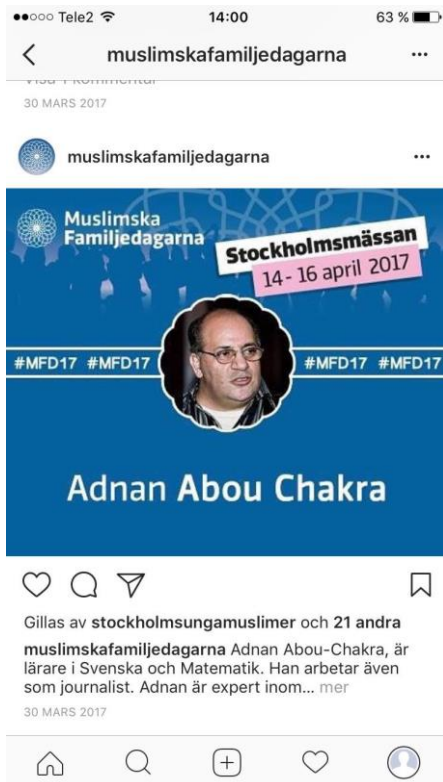 Tele2 14:00 63 %
muslimskafamiljedagarna
30 MARS 2017
muslimskafamiljedagarna
Muslimska
Familjedagarna
Stockholmsmässan
14 - 16 april 2017
#MFD17 #MFD17 #MFD17 #MFD17
Adnan Abou Chakra
Gillas av stockholmsungamuslimer och 21 andra
muslimskafamiljedagarna Adnan Abou-Chakra, är
lärare i Svenska och Matematik. Han arbetar även
som journalist. Adnan är expert inom... mer
30 MARS 2017